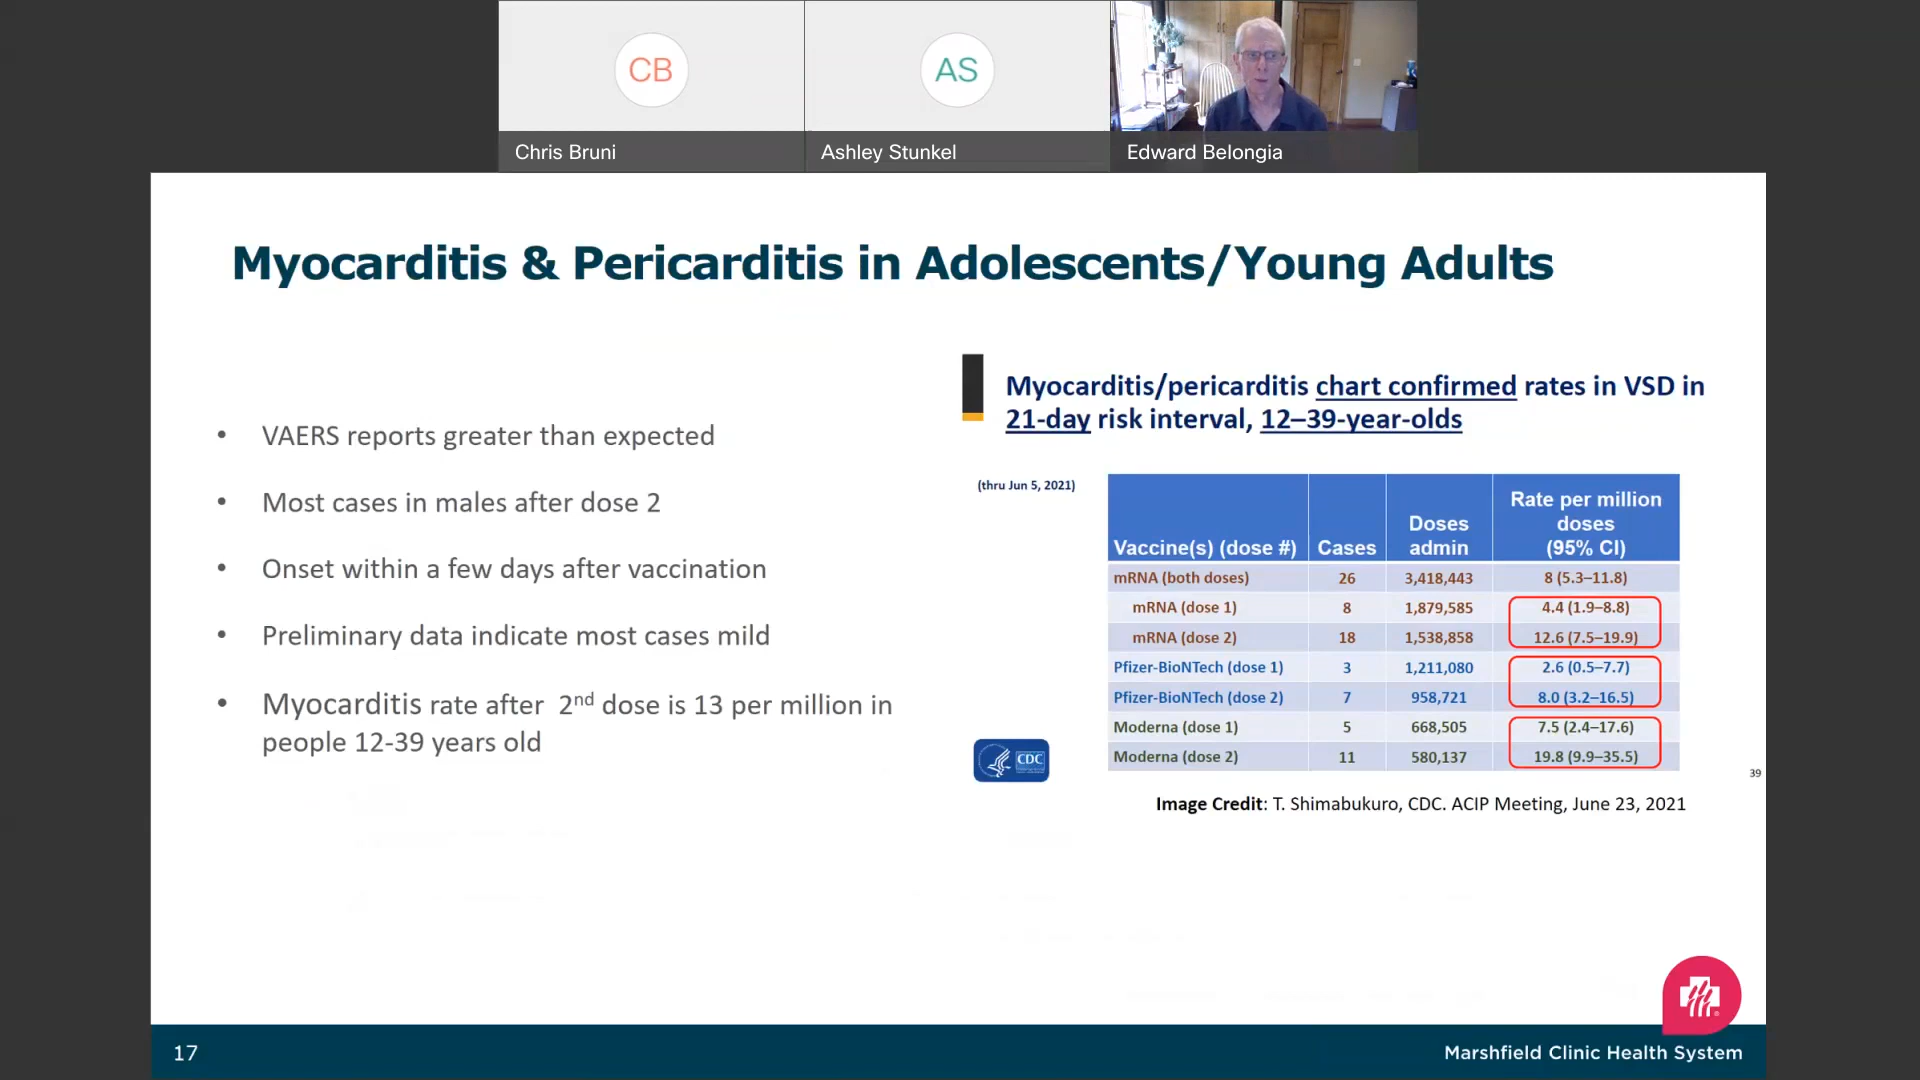 CB
AS
Chris Bruni
Ashley Stunkel
Edward Belongia
Myocarditis & Pericarditis in Adolescents/Young Adults
• VAERS reports greater than expected
• Most cases in males after dose 2
• Onset within a few days after vaccination
• Preliminary data indicate most cases mild
• Myocarditis rate after 2nd dose is 13 per million in
people 12-39 years old
Myocarditis/pericarditis chart confirmed rates in VSD in
21-day risk interval, 12–39-year-olds
(thru Jun 5, 2021)
Vaccine(s) (dose #) Cases Doses admin Rate per million doses (95% CI)
mRNA (both doses) 26 3,418,443 8 (5.3–11.8)
mRNA (dose 1) 8 1,879,585 4.4 (1.9–8.8)
mRNA (dose 2) 18 1,538,858 12.6 (7.5–19.9)
Pfizer-BioNTech (dose 1) 3 1,211,080 2.6 (0.5–7.7)
Pfizer-BioNTech (dose 2) 7 958,721 8.0 (3.2–16.5)
Moderna (dose 1) 5 668,505 7.5 (2.4–17.6)
Moderna (dose 2) 11 580,137 19.8 (9.9–35.5)
CDC
39
Image Credit: T. Shimabukuro, CDC. ACIP Meeting, June 23, 2021
17
Marshfield Clinic Health System